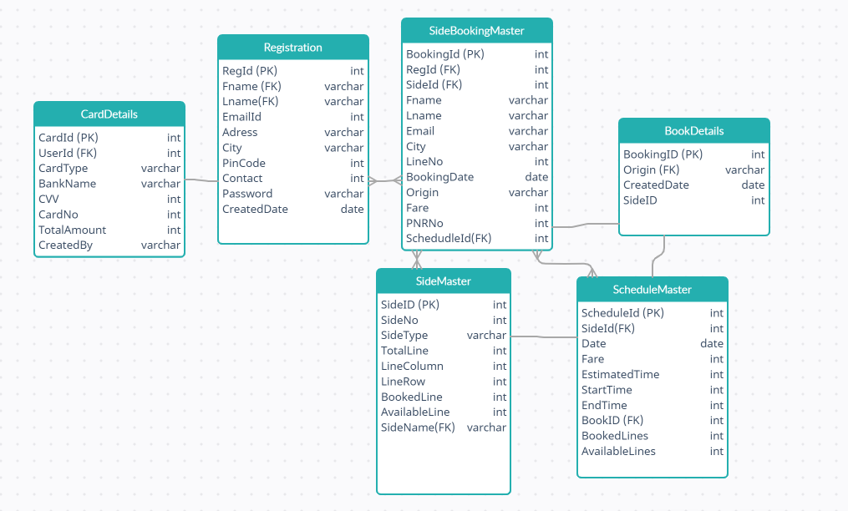 CardDetails
CardId (PK) int
UserId (FK) int
CardType varchar
BankName varchar
CVV int
CardNo int
TotalAmount int
CreatedBy varchar
Registration
RegId (PK) int
Fname (FK) varchar
Lname(FK) varchar
EmailId int
Adress varchar
City varchar
PinCode int
Contact int
Password varchar
CreatedDate date
SideBookingMaster
BookingId (PK) int
RegId (FK) int
SideId (FK) int
Fname varchar
Lname varchar
Email varchar
City varchar
LineNo int
BookingDate date
Origin varchar
Fare int
PNRNo int
SchedudleId(FK) int
BookDetails
BookingID (PK) int
Origin (FK) varchar
CreatedDate date
SideID int
SideMaster
SideID (PK) int
SideNo int
SideType varchar
TotalLine int
LineColumn int
LineRow int
BookedLine int
AvailableLine int
SideName(FK) varchar
ScheduleMaster
ScheduleId (PK) int
SideId(FK) int
Date date
Fare int
EstimatedTime int
StartTime int
EndTime int
BookID (FK) int
BookedLines int
AvailableLines int